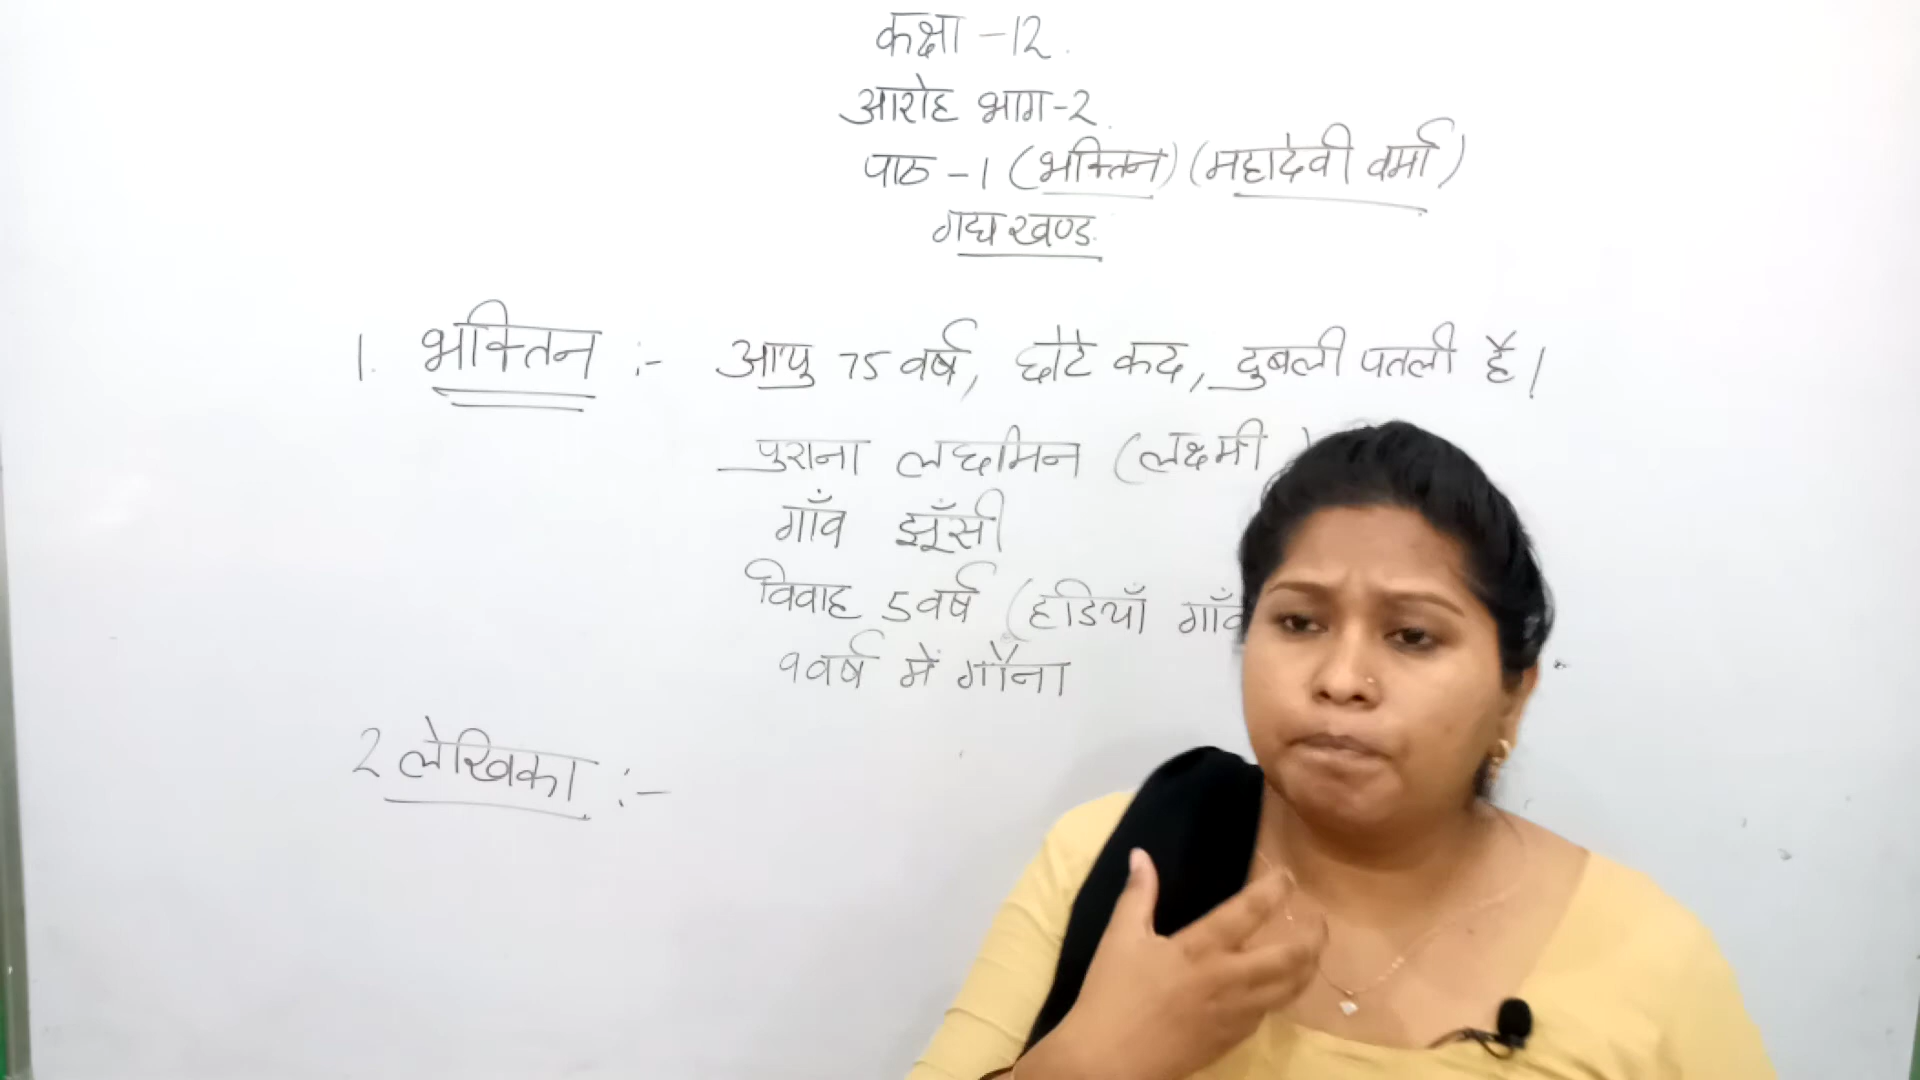 कक्षा -12.
आरोह भाग-2.
पाठ -1 (भक्तिन) (महादेवी वर्मा)
गद्य खण्ड.
1. भक्तिन :- आयु 75 वर्ष, छोटे कद, दुबली पतली है।
पुराना लछमिन (लक्ष्मी
गाँव झूँसी
विवाह 5 वर्ष (हडियाँ गाँव
9 वर्ष में गौना
2 लेखिका :-